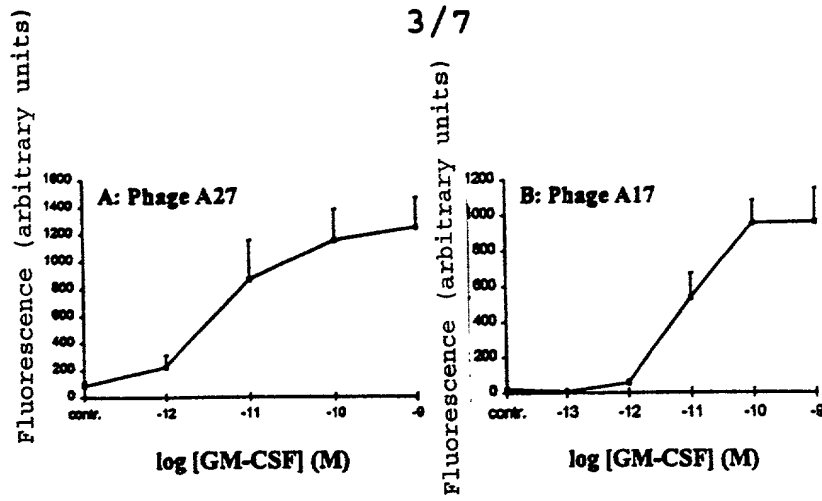 3/7
Fluorescence (arbitrary units)
A: Phage A27
1600
1400
1200
1000
800
600
400
200
0
contr. -12 -11 -10 -9
log [GM-CSF] (M)
Fluorescence (arbitrary units)
B: Phage A17
1200
1000
800
600
400
200
0
contr. -13 -12 -11 -10 -9
log [GM-CSF] (M)